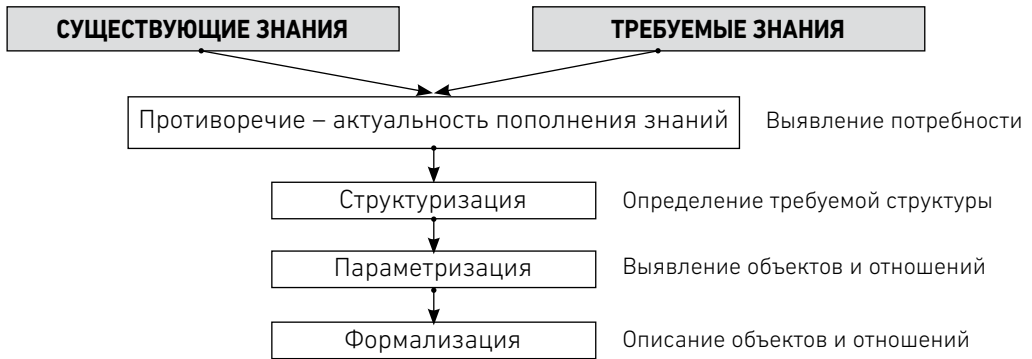 СУЩЕСТВУЮЩИЕ ЗНАНИЯ
ТРЕБУЕМЫЕ ЗНАНИЯ
Противоречие – актуальность пополнения знаний
Выявление потребности
Структуризация
Определение требуемой структуры
Параметризация
Выявление объектов и отношений
Формализация
Описание объектов и отношений